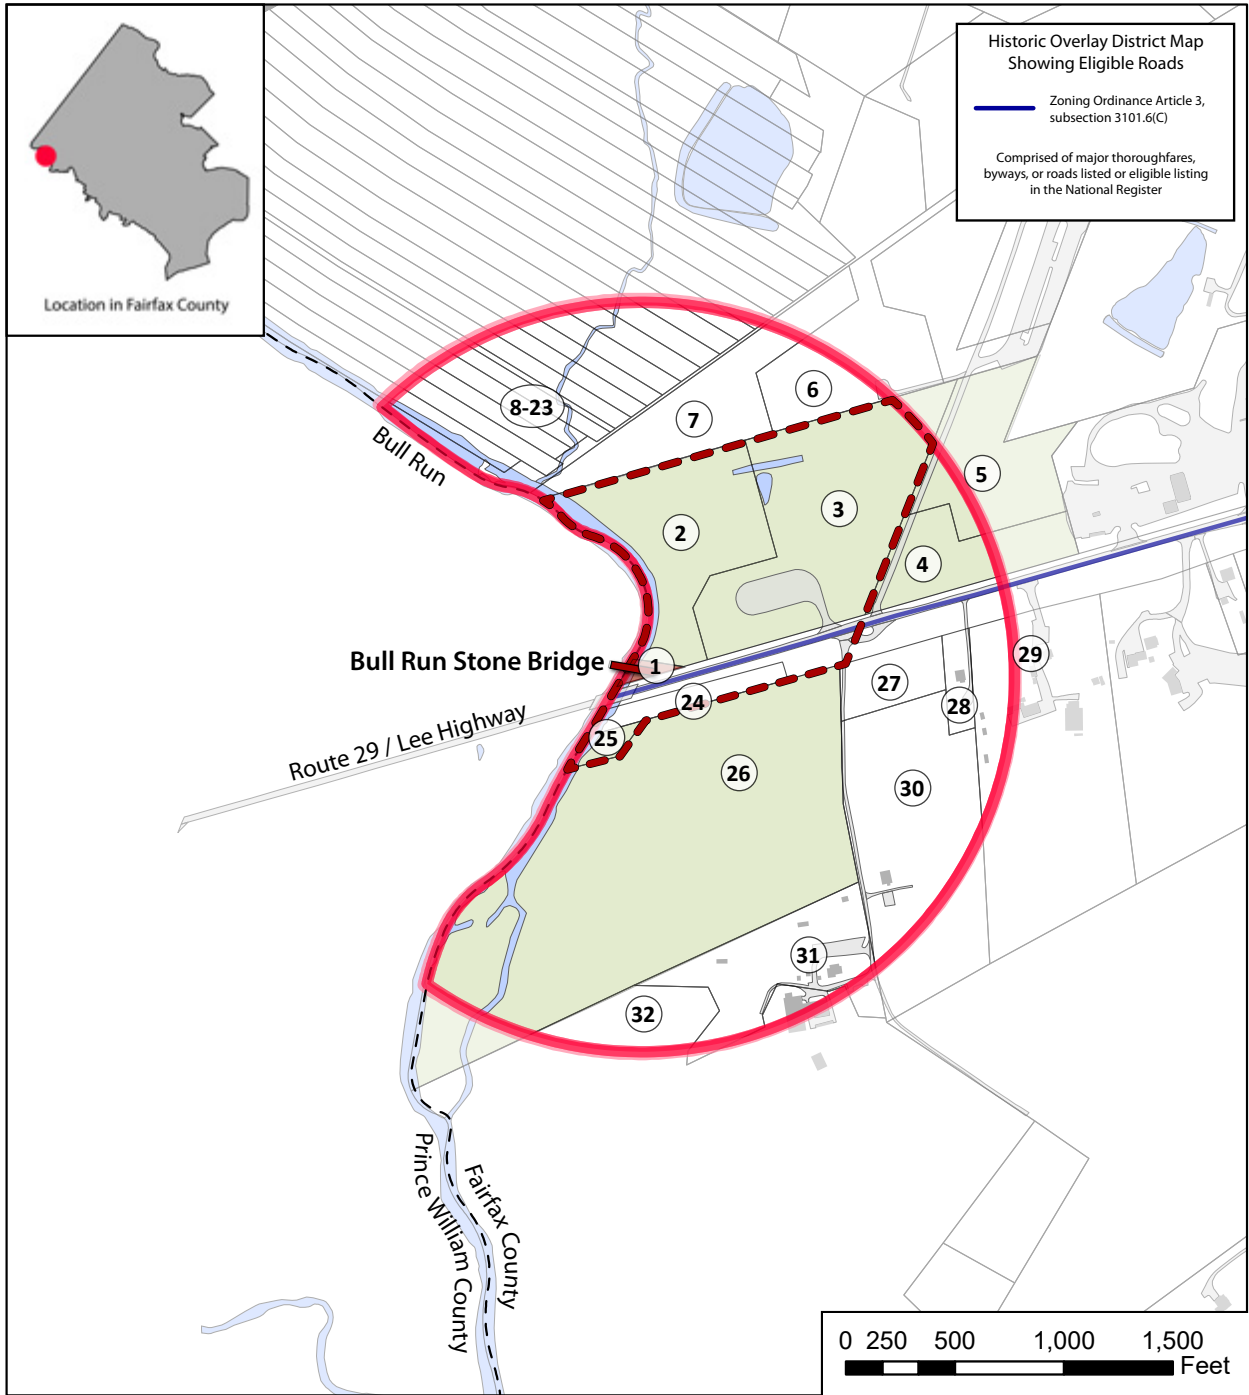 Location in Fairfax County
Historic Overlay District Map
Showing Eligible Roads
Zoning Ordinance Article 3,
subsection 3101.6(C)
Comprised of major thoroughfares,
byways, or roads listed or eligible listing
in the National Register
6
8-23
7
Bull Run
5
3
2
4
29
Bull Run Stone Bridge
1
27
24
28
Route 29 / Lee Highway
25
26
30
31
32
Prince William County
Fairfax County
0 250 500 1,000 1,500
Feet